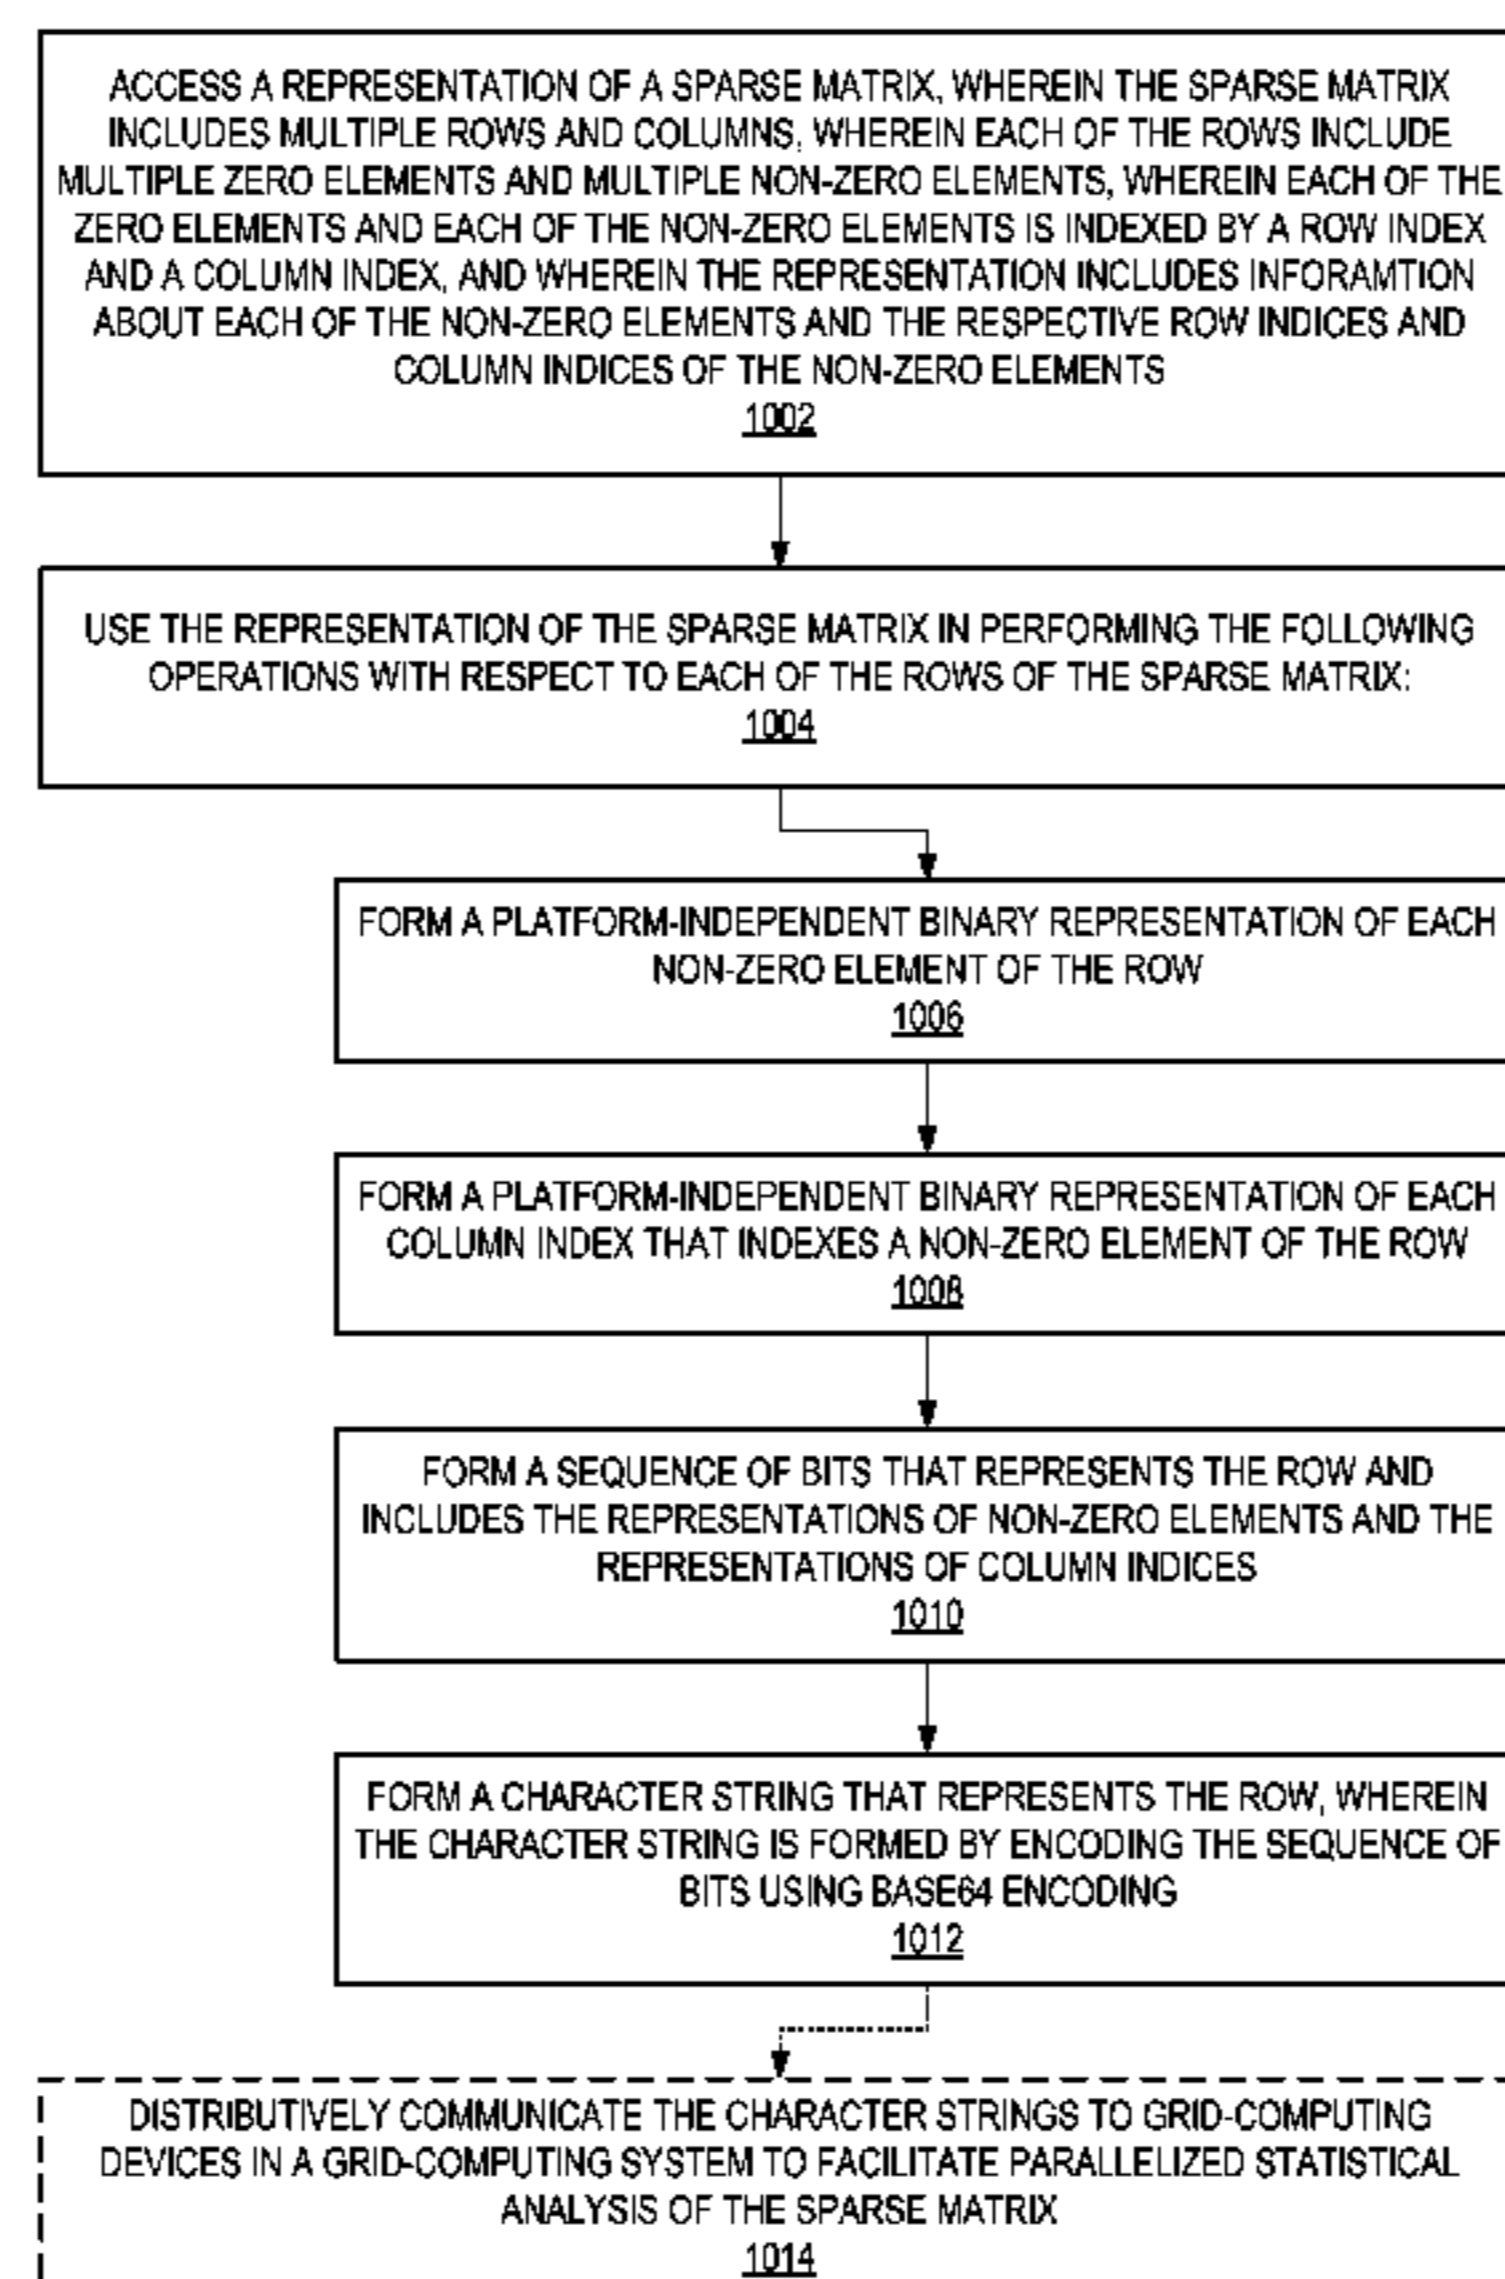 ACCESS A REPRESENTATION OF A SPARSE MATRIX, WHEREIN THE SPARSE MATRIX
INCLUDES MULTIPLE ROWS AND COLUMNS, WHEREIN EACH OF THE ROWS INCLUDE
MULTIPLE ZERO ELEMENTS AND MULTIPLE NON-ZERO ELEMENTS, WHEREIN EACH OF THE
ZERO ELEMENTS AND EACH OF THE NON-ZERO ELEMENTS IS INDEXED BY A ROW INDEX
AND A COLUMN INDEX, AND WHEREIN THE REPRESENTATION INCLUDES INFORAMTION
ABOUT EACH OF THE NON-ZERO ELEMENTS AND THE RESPECTIVE ROW INDICES AND
COLUMN INDICES OF THE NON-ZERO ELEMENTS
1002
USE THE REPRESENTATION OF THE SPARSE MATRIX IN PERFORMING THE FOLLOWING
OPERATIONS WITH RESPECT TO EACH OF THE ROWS OF THE SPARSE MATRIX:
1004
FORM A PLATFORM-INDEPENDENT BINARY REPRESENTATION OF EACH
NON-ZERO ELEMENT OF THE ROW
1006
FORM A PLATFORM-INDEPENDENT BINARY REPRESENTATION OF EACH
COLUMN INDEX THAT INDEXES A NON-ZERO ELEMENT OF THE ROW
1008
FORM A SEQUENCE OF BITS THAT REPRESENTS THE ROW AND
INCLUDES THE REPRESENTATIONS OF NON-ZERO ELEMENTS AND THE
REPRESENTATIONS OF COLUMN INDICES
1010
FORM A CHARACTER STRING THAT REPRESENTS THE ROW, WHEREIN
THE CHARACTER STRING IS FORMED BY ENCODING THE SEQUENCE OF
BITS USING BASE64 ENCODING
1012
DISTRIBUTIVELY COMMUNICATE THE CHARACTER STRINGS TO GRID-COMPUTING
DEVICES IN A GRID-COMPUTING SYSTEM TO FACILITATE PARALLELIZED STATISTICAL
ANALYSIS OF THE SPARSE MATRIX
1014